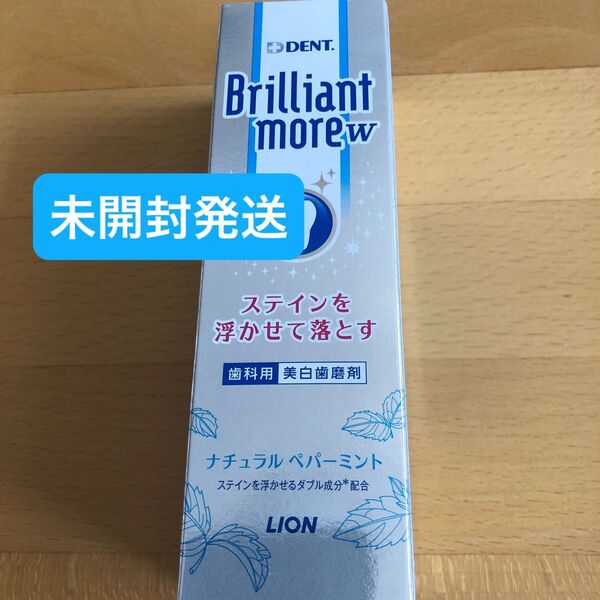 DENT.
Brilliant
more W
未開封発送
ステインを
浮かせて落とす
歯科用 美白歯磨剤
ナチュラル ペパーミント
ステインを浮かせるダブル成分*配合
LION